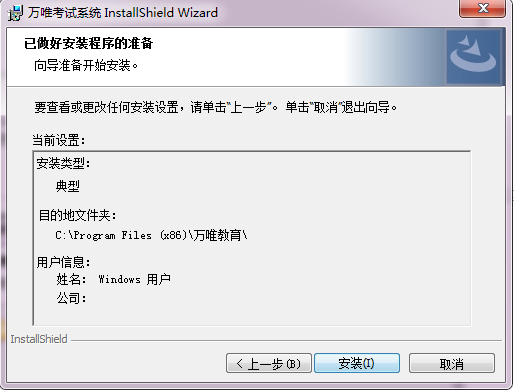 万唯考试系统 InstallShield Wizard
已做好安装程序的准备
向导准备开始安装。
要查看或更改任何安装设置，请单击“上一步”。 单击“取消”退出向导。
当前设置：
安装类型：
典型
目的地文件夹：
C:\Program Files (x86)\万唯教育\
用户信息：
姓名： Windows 用户
公司：
InstallShield
< 上一步(B)
安装(I)
取消